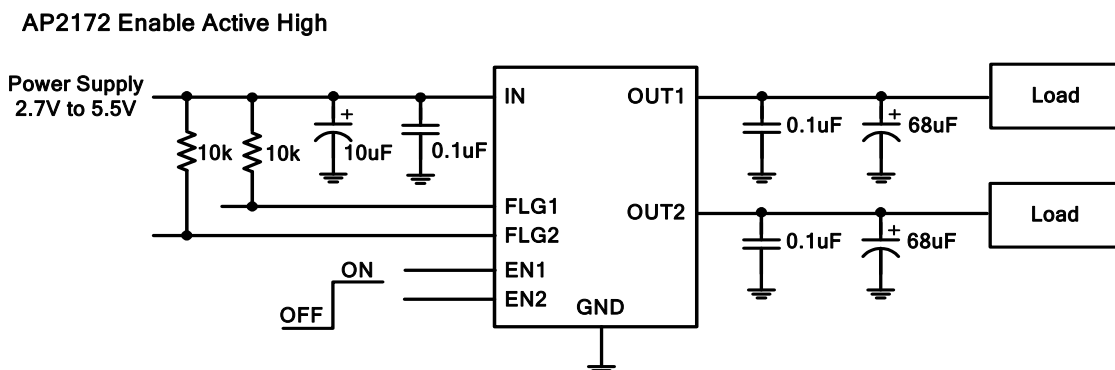 AP2172 Enable Active High
Power Supply
2.7V to 5.5V
10k
10k
+
10uF
0.1uF
IN
FLG1
FLG2
EN1
EN2
GND
OUT1
OUT2
ON
OFF
0.1uF
+
68uF
Load
0.1uF
+
68uF
Load